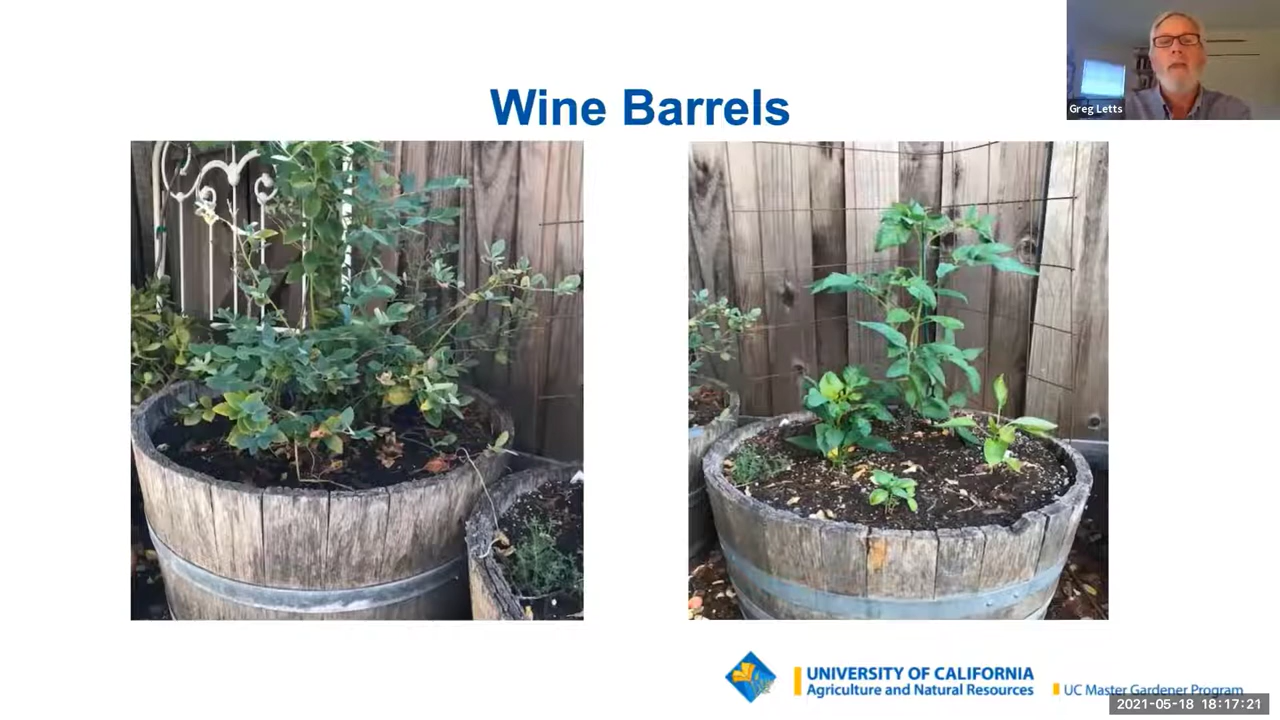 Wine Barrels
Greg Letts
UNIVERSITY OF CALIFORNIA
Agriculture and Natural Resources
UC Master Gardener Program
2021-05-18 18:17:21